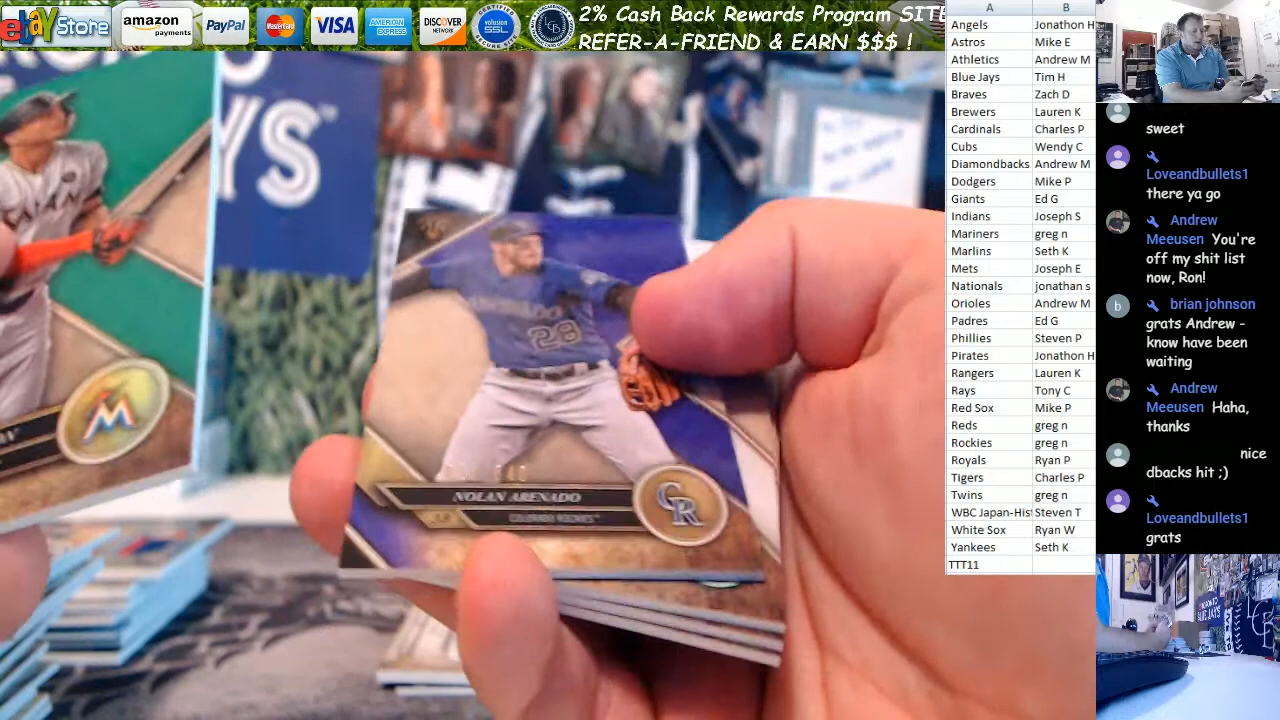 ebay Store
amazon
payments
PayPal
MasterCard
VISA
AMERICAN
EXPRESS
DISCOVER
NETWORK
volusion
SSL
2% Cash Back Rewards Program SITE
REFER-A-FRIEND & EARN $$$ !
A B
Angels Jonathon H
Astros Mike E
Athletics Andrew M
Blue Jays Tim H
Braves Zach D
Brewers Lauren K
Cardinals Charles P
Cubs Wendy C
Diamondbacks Andrew M
Dodgers Mike P
Giants Ed G
Indians Joseph S
Mariners greg n
Marlins Seth K
Mets Joseph E
Nationals jonathan s
Orioles Andrew M
Padres Ed G
Phillies Steven P
Pirates Jonathon H
Rangers Lauren K
Rays Tony C
Red Sox Mike P
Reds greg n
Rockies greg n
Royals Ryan P
Tigers Charles P
Twins greg n
WBC Japan-Hist Steven T
White Sox Ryan W
Yankees Seth K
TTT11
sweet
Loveandbullets1
there ya go
Andrew
Meeusen You're
off my shit list
now, Ron!
b brian johnson
grats Andrew -
know have been
waiting
Andrew
Meeusen Haha,
thanks
nice
dbacks hit ;)
Loveandbullets1
grats
YS
28
NOLAN ARENADO
COLORADO ROCKIES
CR
M